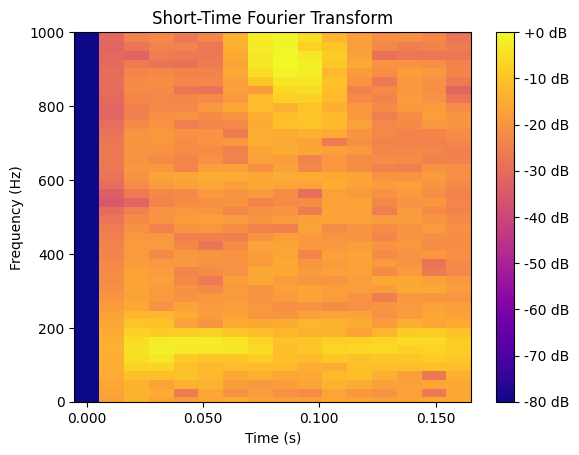 Short-Time Fourier Transform
1000
800
600
400
200
0
Frequency (Hz)
0.000
0.050
0.100
0.150
Time (s)
+0 dB
-10 dB
-20 dB
-30 dB
-40 dB
-50 dB
-60 dB
-70 dB
-80 dB